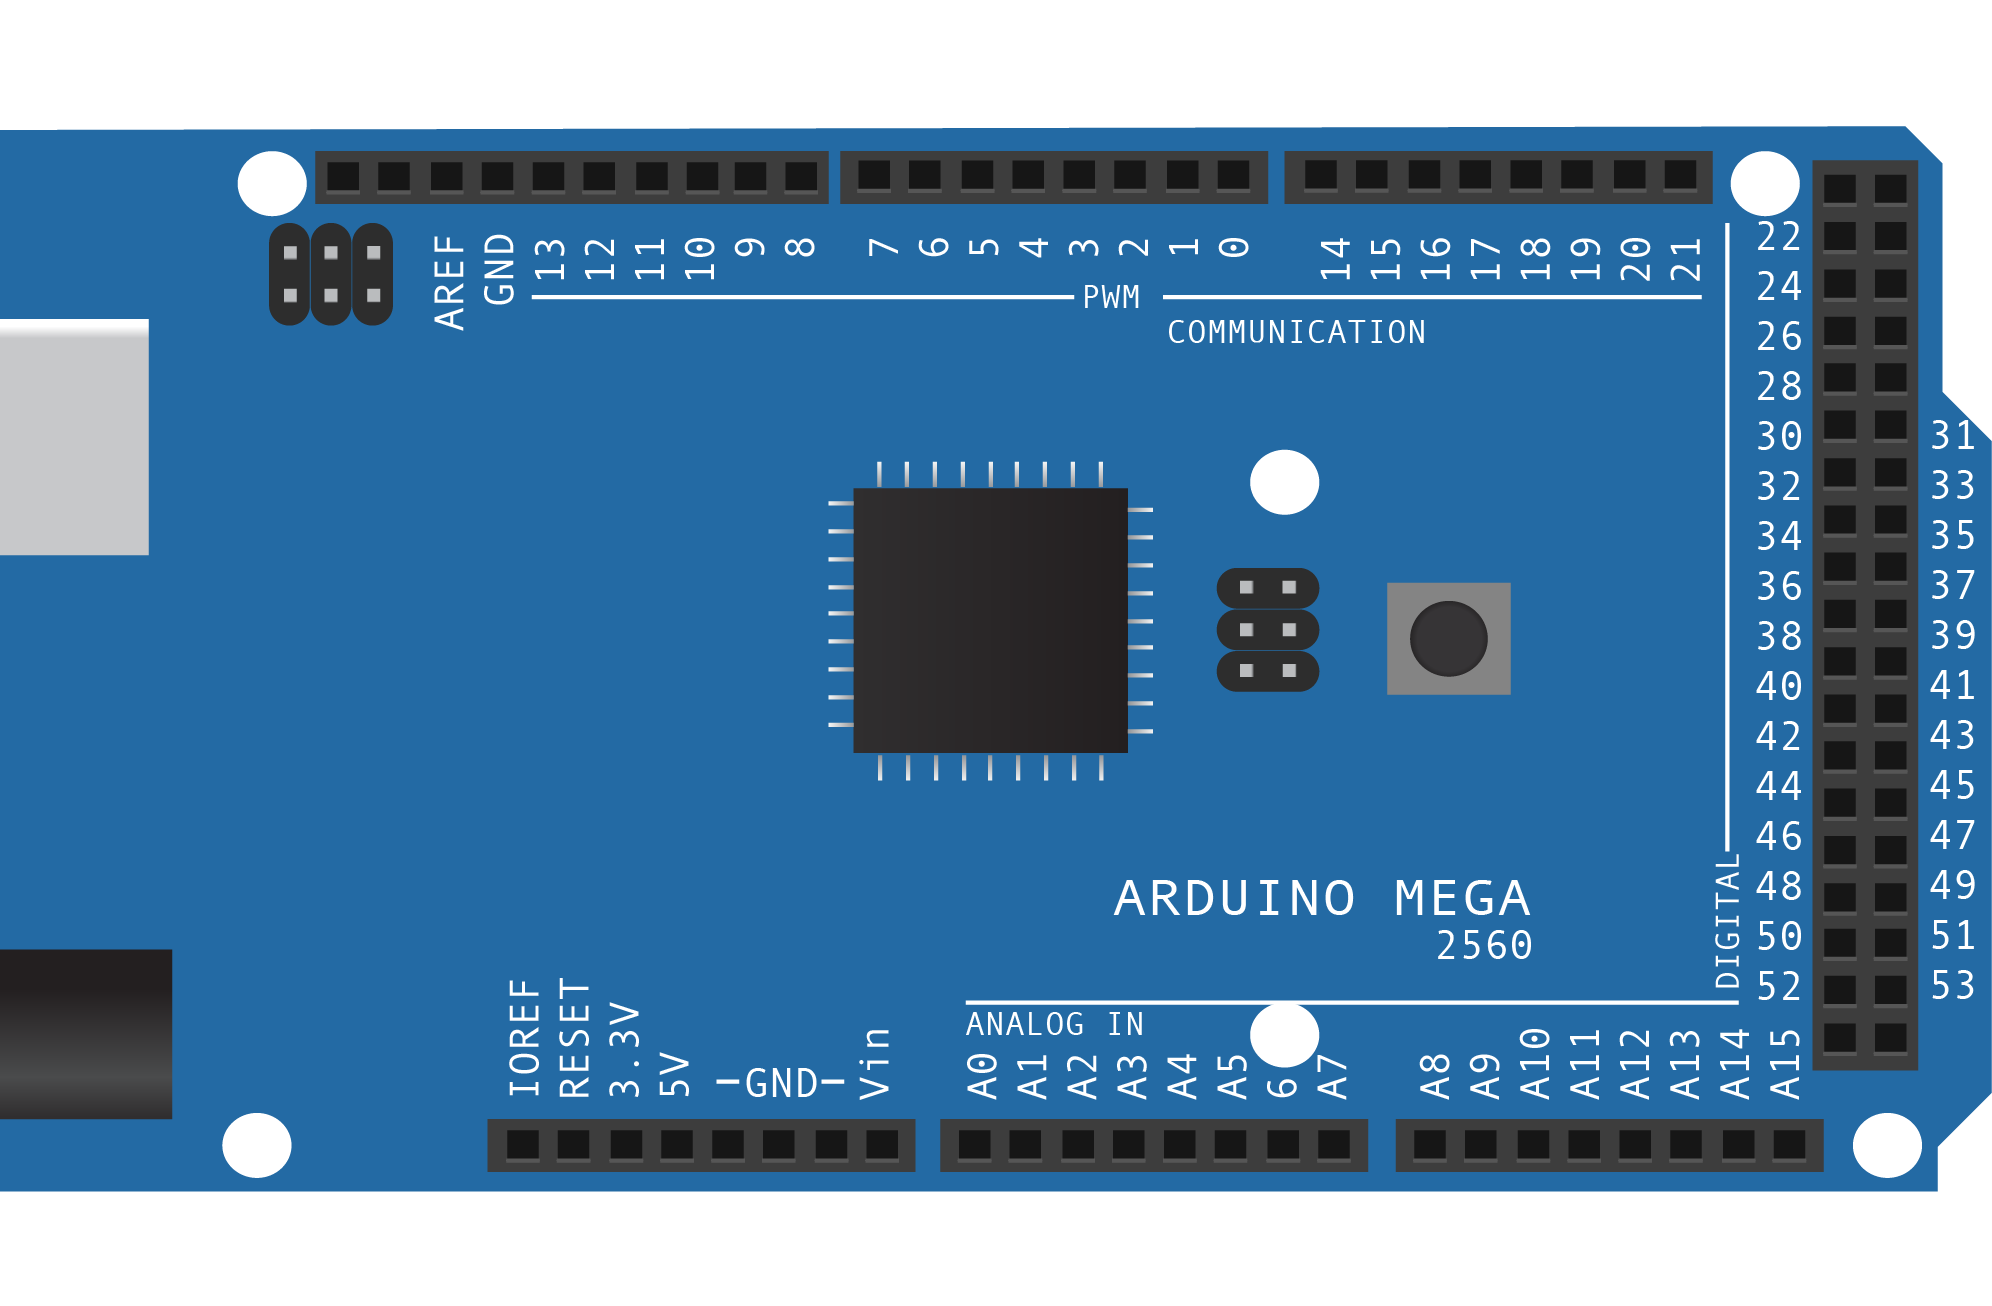 AREF GND 13 12 11 10 9 8 7 6 5 4 3 2 1 0 14 15 16 17 18 19 20 21
PWM
COMMUNICATION
22
24
26
28
30 31
32 33
34 35
36 37
38 39
40 41
42 43
44 45
46 47
48 49
50 51
52 53
DIGITAL
ARDUINO MEGA
2560
ANALOG IN
IOREF RESET 3.3V 5V -GND- Vin A0 A1 A2 A3 A4 A5 6 A7 A8 A9 A10 A11 A12 A13 A14 A15